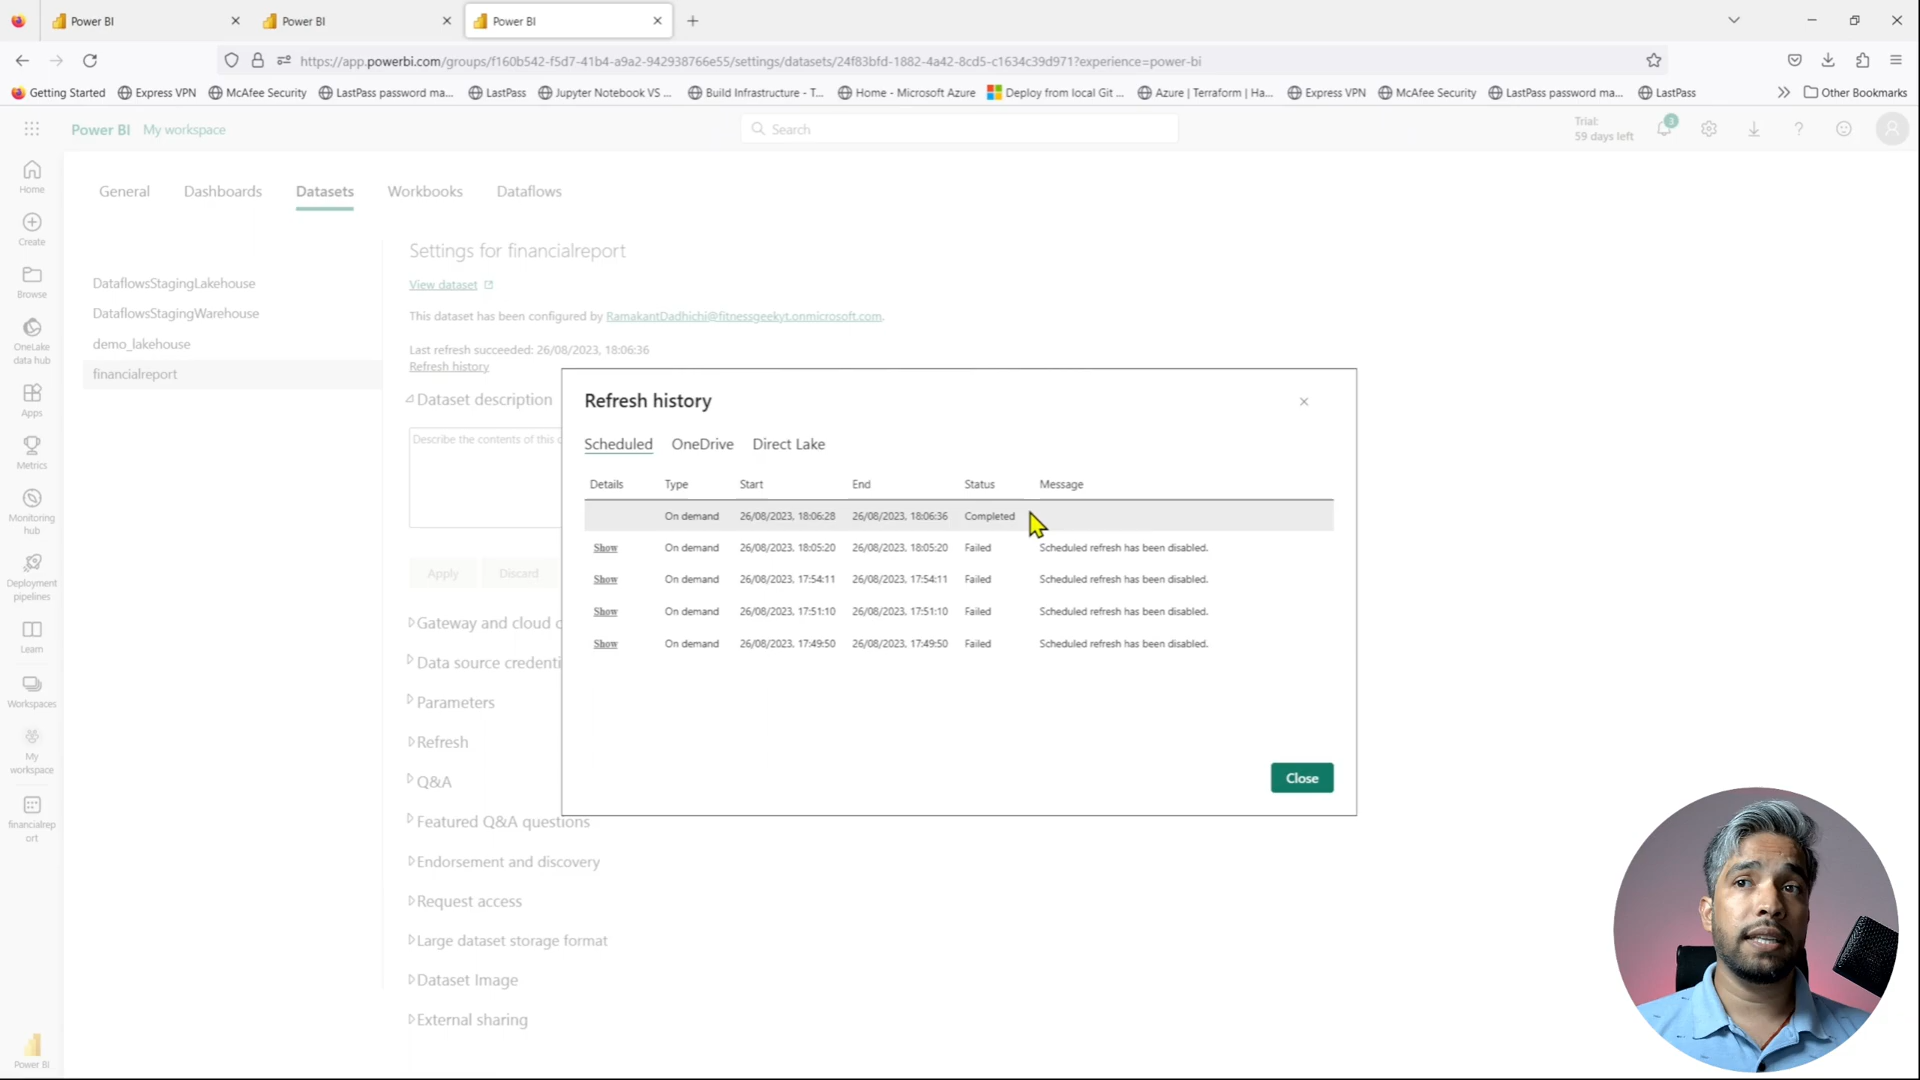 Power BI
Power BI
Power BI
https://app.powerbi.com/groups/f160b542-f5d7-41b4-a9a2-942938766e55/settings/datasets/24f83bfd-1882-4a42-8cd5-c1634c39d971?experience=power-bi
Getting Started
Express VPN
McAfee Security
LastPass password ma...
LastPass
Jupyter Notebook VS ...
Build Infrastructure - T...
Home - Microsoft Azure
Deploy from local Git ...
Azure | Terraform | Ha...
Express VPN
McAfee Security
LastPass password ma...
LastPass
Other Bookmarks
Power BI My workspace
Search
Trial:
59 days left
3
Home
Create
Browse
OneLake
data hub
Apps
Metrics
Monitoring
hub
Deployment
pipelines
Learn
Workspaces
My
workspace
financialrep
ort
Power BI
General
Dashboards
Datasets
Workbooks
Dataflows
DataflowsStagingLakehouse
DataflowsStagingWarehouse
demo_lakehouse
financialreport
Settings for financialreport
View dataset
This dataset has been configured by RamakantDadhichi@fitnessgeekyt.onmicrosoft.com.
Last refresh succeeded: 26/08/2023, 18:06:36
Refresh history
Dataset description
Describe the contents of this
Apply
Discard
Gateway and cloud c
Data source credenti
Parameters
Refresh
Q&A
Featured Q&A questions
Endorsement and discovery
Request access
Large dataset storage format
Dataset Image
External sharing
Refresh history
Scheduled OneDrive Direct Lake
Details Type Start End Status Message
On demand 26/08/2023, 18:06:28 26/08/2023, 18:06:36 Completed
Show On demand 26/08/2023, 18:05:20 26/08/2023, 18:05:20 Failed Scheduled refresh has been disabled.
Show On demand 26/08/2023, 17:54:11 26/08/2023, 17:54:11 Failed Scheduled refresh has been disabled.
Show On demand 26/08/2023, 17:51:10 26/08/2023, 17:51:10 Failed Scheduled refresh has been disabled.
Show On demand 26/08/2023, 17:49:50 26/08/2023, 17:49:50 Failed Scheduled refresh has been disabled.
Close